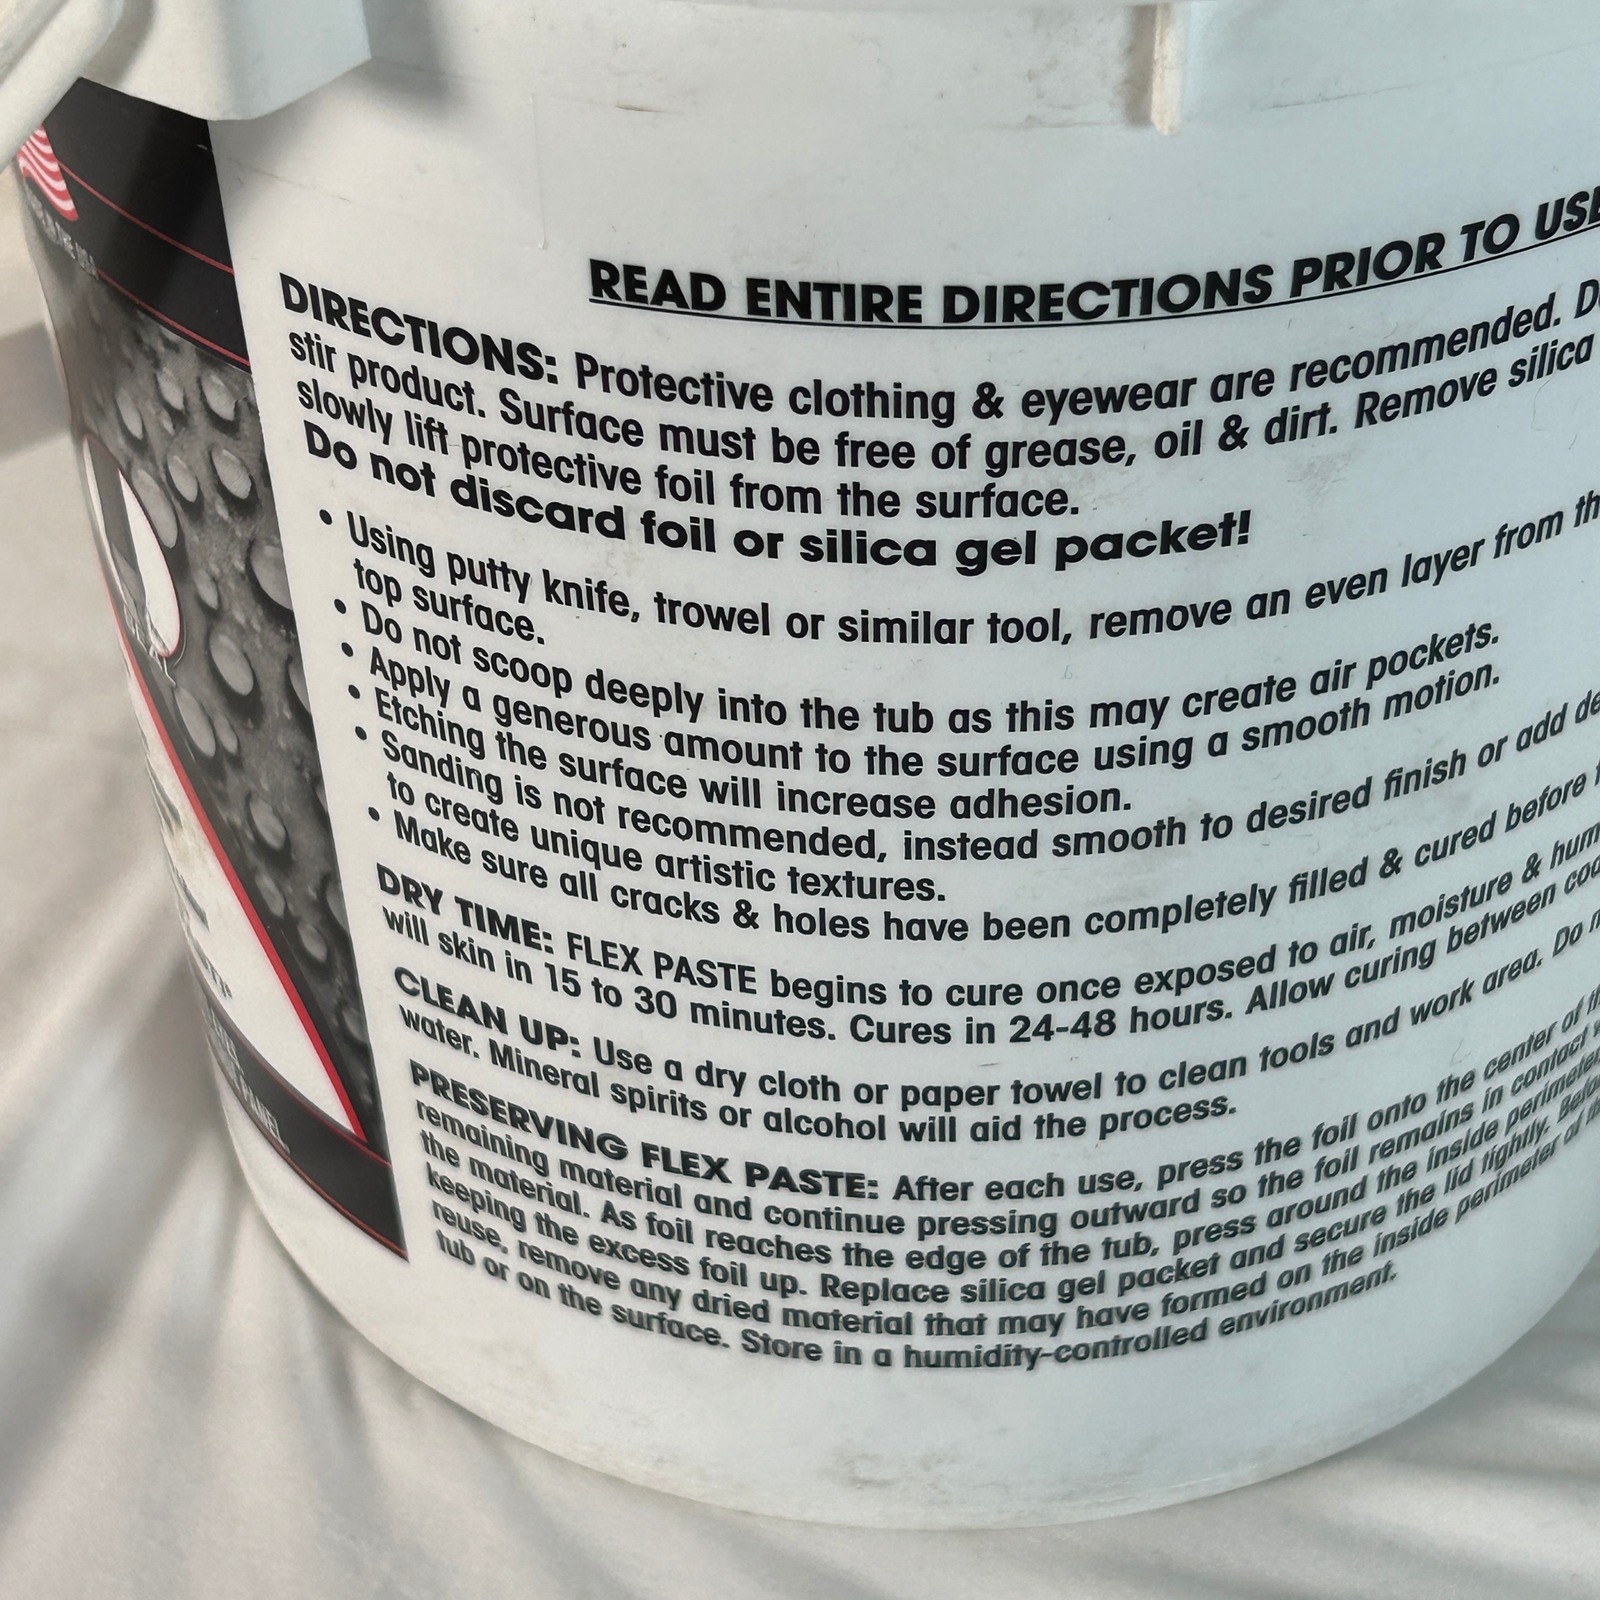 READ ENTIRE DIRECTIONS PRIOR TO USE
DIRECTIONS: Protective clothing & eyewear are recommended.
stir product. Surface must be free of grease, oil & dirt. Remove silica
slowly lift protective foil from the surface.
Do not discard foil or silica gel packet!
• Using putty knife, trowel or similar tool, remove an even layer from
top surface.
• Do not scoop deeply into the tub as this may create air pockets.
• Apply a generous amount to the surface using a smooth motion.
• Etching the surface will increase adhesion.
• Sanding is not recommended, instead smooth to desired finish or add
to create unique artistic textures.
• Make sure all cracks & holes have been completely filled & cured before
DRY TIME: FLEX PASTE begins to cure once exposed to air, moisture &
will skin in 15 to 30 minutes. Cures in 24-48 hours. Allow curing between
CLEAN UP: Use a dry cloth or paper towel to clean tools and work area. Do
water. Mineral spirits or alcohol will aid the process.
PRESERVING FLEX PASTE: After each use, press the foil onto the center of
remaining material and continue pressing outward so the foil remains in contact
the material. As foil reaches the edge of the tub, press around the inside perimeter
keeping the excess foil up. Replace silica gel packet and secure the lid tightly. Before
reuse, remove any dried material that may have formed on the inside perimeter of
tub or on the surface. Store in a humidity-controlled environment.